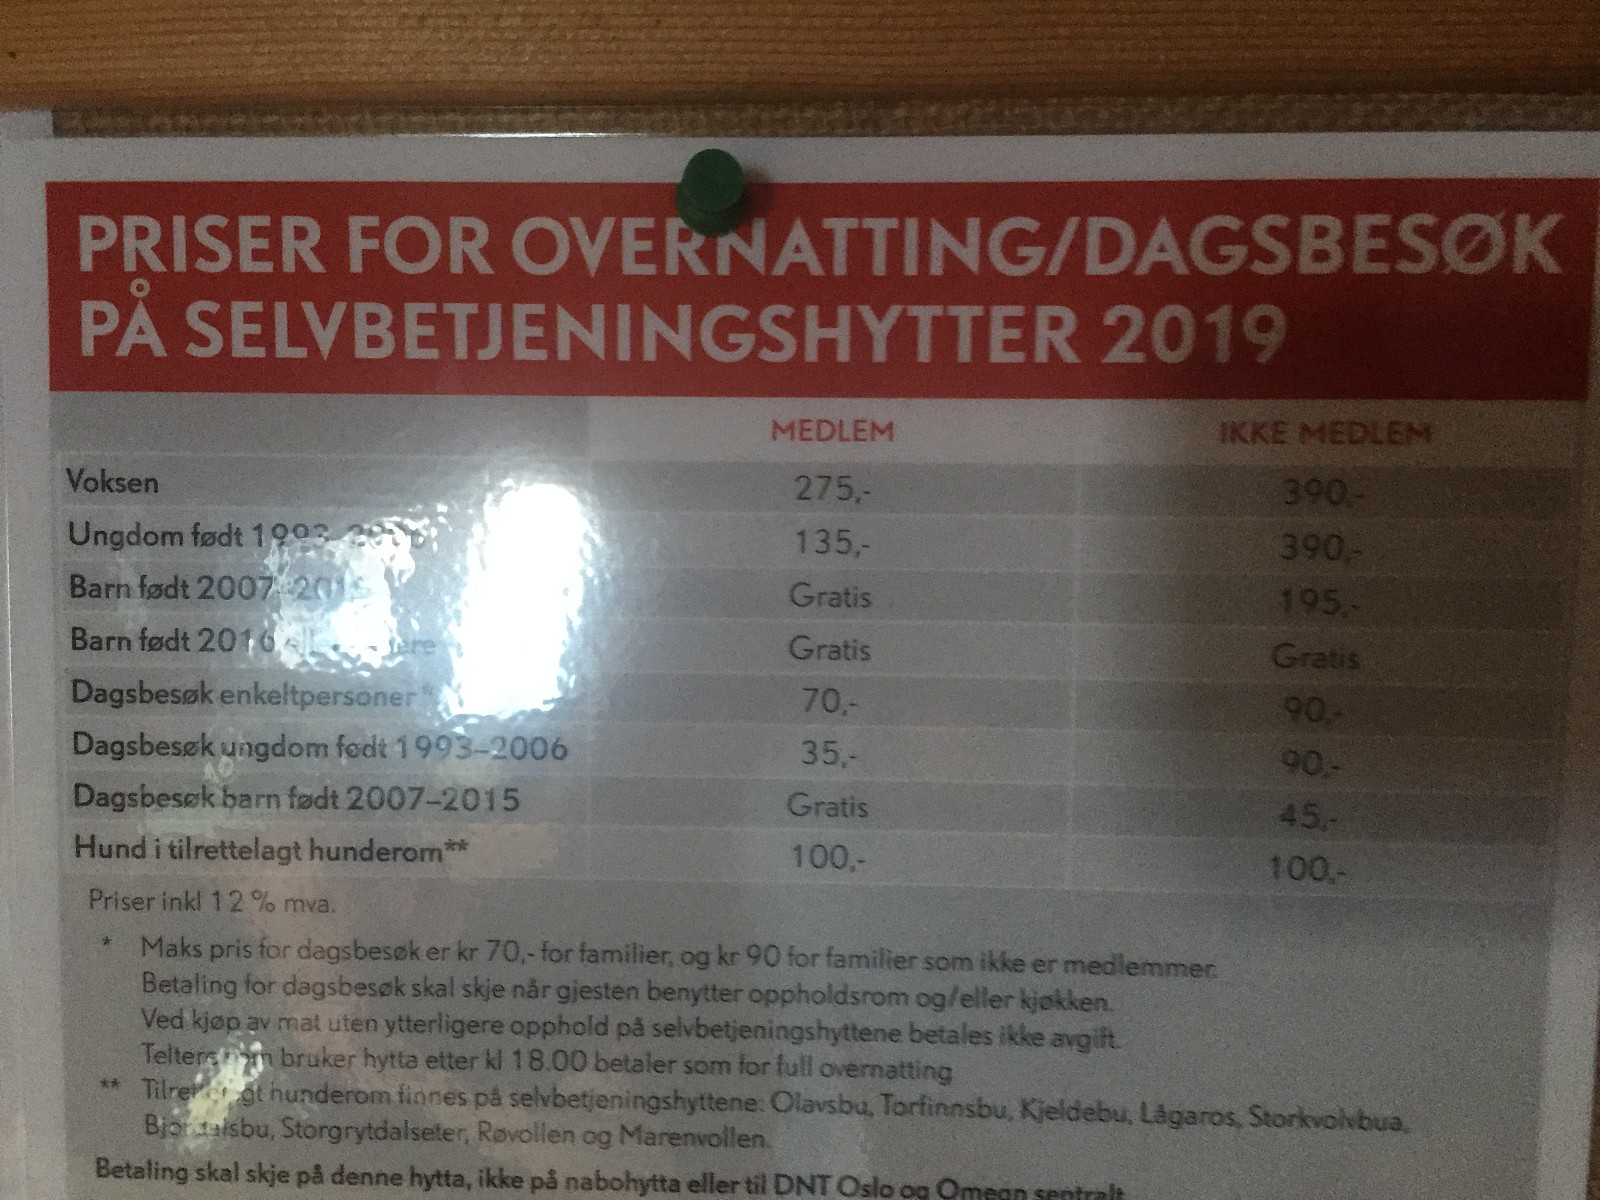 PRISER FOR OVERNATTING/DAGSBESØK
PÅ SELVBETJENINGSHYTTER 2019
MEDLEM IKKE MEDLEM
Voksen 275,- 390,-
Ungdom født 1993–2006 135,- 390,-
Barn født 2007–2015 Gratis 195,-
Barn født 2016 Gratis Gratis
Dagsbesøk enkeltpersoner* 70,- 90,-
Dagsbesøk ungdom født 1993–2006 35,- 90,-
Dagsbesøk barn født 2007–2015 Gratis 45,-
Hund i tilrettelagt hunderom** 100,- 100,-
Priser inkl 12 % mva.
* Maks pris for dagsbesøk er kr 70,- for familier, og kr 90 for familier som ikke er medlemmer.
Betaling for dagsbesøk skal skje når gjesten benytter oppholdsrom og/eller kjøkken.
Ved kjøp av mat uten ytterligere opphold på selvbetjeningshyttene betales ikke avgift.
Teltere som bruker hytta etter kl 18.00 betaler som for full overnatting
** Tilrettelagt hunderom finnes på selvbetjeningshyttene: Olavsbu, Torfinnsbu, Kjeldebu, Lågaros, Storkvolvbua,
Bjordalsbu, Storgrytdalseter, Røvollen og Marenvollen.
Betaling skal skje på denne hytta, ikke på nabohytta eller til DNT Oslo og Omegn sentralt.